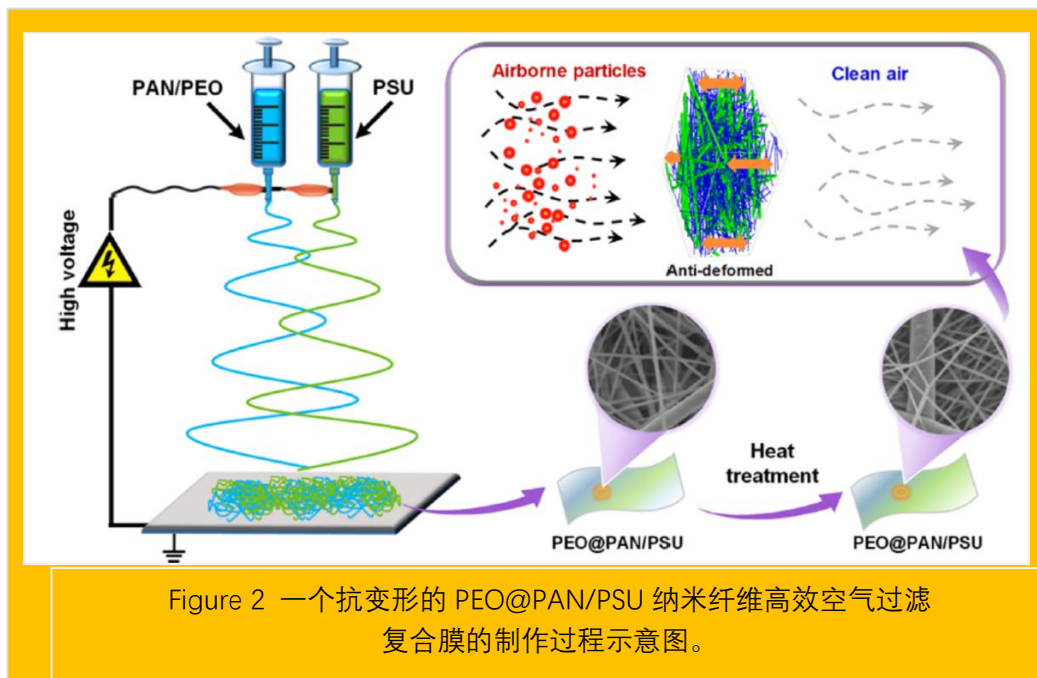 PAN/PEO
PSU
High voltage
Airborne particles
Clean air
Anti-deformed
Heat
treatment
PEO@PAN/PSU
PEO@PAN/PSU
Figure 2 一个抗变形的 PEO@PAN/PSU 纳米纤维高效空气过滤
复合膜的制作过程示意图。